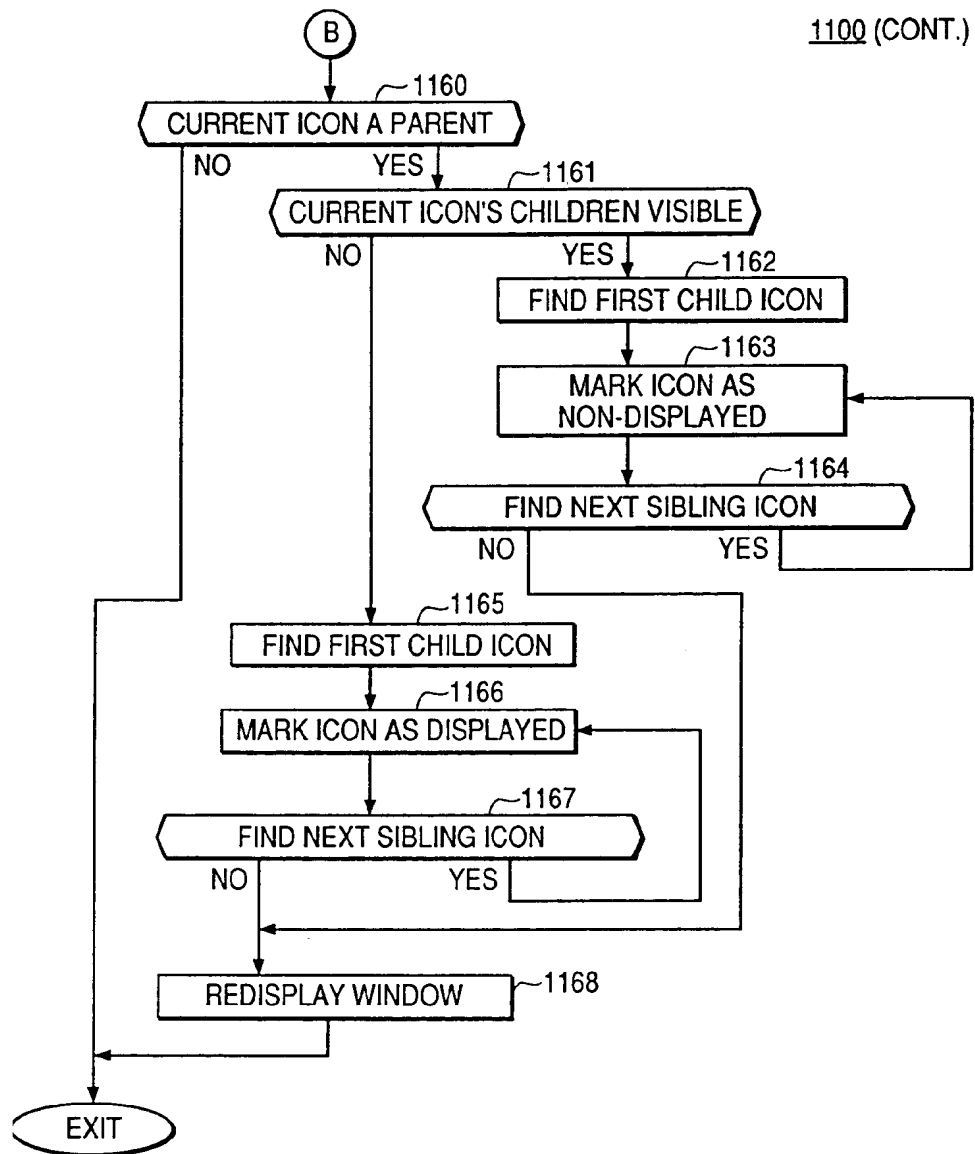 B
1100 (CONT.)
1160
CURRENT ICON A PARENT
NO
YES
1161
CURRENT ICON'S CHILDREN VISIBLE
NO
YES
1162
FIND FIRST CHILD ICON
1163
MARK ICON AS
NON-DISPLAYED
1164
FIND NEXT SIBLING ICON
NO
YES
1165
FIND FIRST CHILD ICON
1166
MARK ICON AS DISPLAYED
1167
FIND NEXT SIBLING ICON
NO
YES
REDISPLAY WINDOW
1168
EXIT